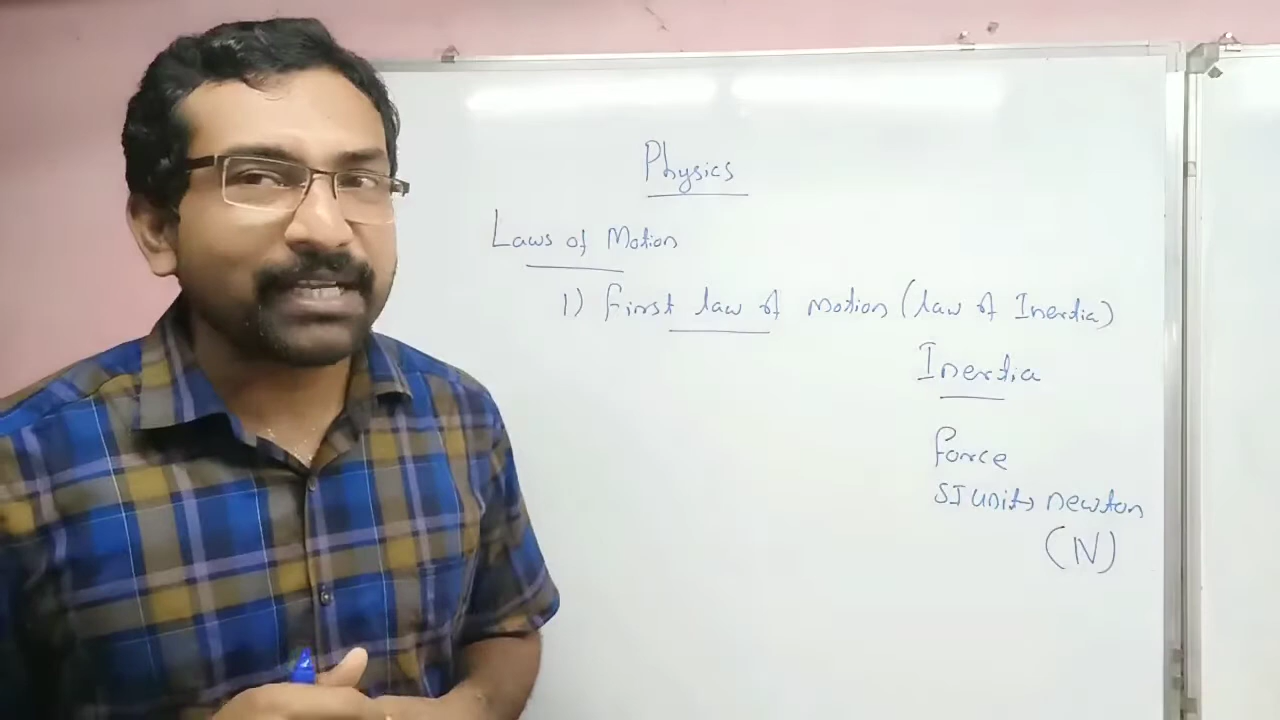 Physics
Laws of Motion
1) First law of motion (law of Inertia)
Inertia
Force
SI units newton
(N)